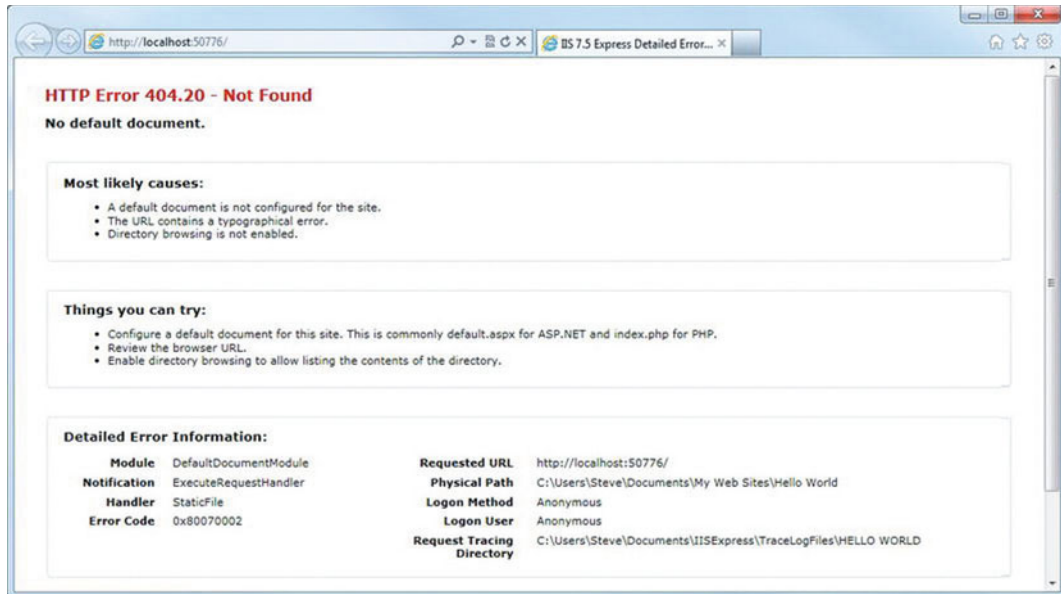 http://localhost:50776/
IIS 7.5 Express Detailed Error...
HTTP Error 404.20 - Not Found
No default document.
Most likely causes:
• A default document is not configured for the site.
• The URL contains a typographical error.
• Directory browsing is not enabled.
Things you can try:
• Configure a default document for this site. This is commonly default.aspx for ASP.NET and index.php for PHP.
• Review the browser URL.
• Enable directory browsing to allow listing the contents of the directory.
Detailed Error Information:
Module DefaultDocumentModule
Notification ExecuteRequestHandler
Handler StaticFile
Error Code 0x80070002
Requested URL http://localhost:50776/
Physical Path C:\Users\Steve\Documents\My Web Sites\Hello World
Logon Method Anonymous
Logon User Anonymous
Request Tracing
Directory C:\Users\Steve\Documents\IISExpress\TraceLogFiles\HELLO WORLD